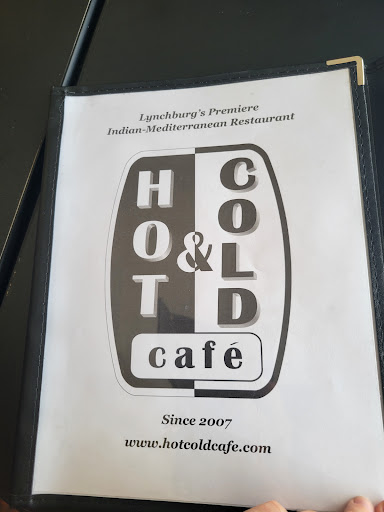 Lynchburg's Premiere
Indian-Mediterranean Restaurant
HOT
&
COLD
café
Since 2007
www.hotcoldcafe.com